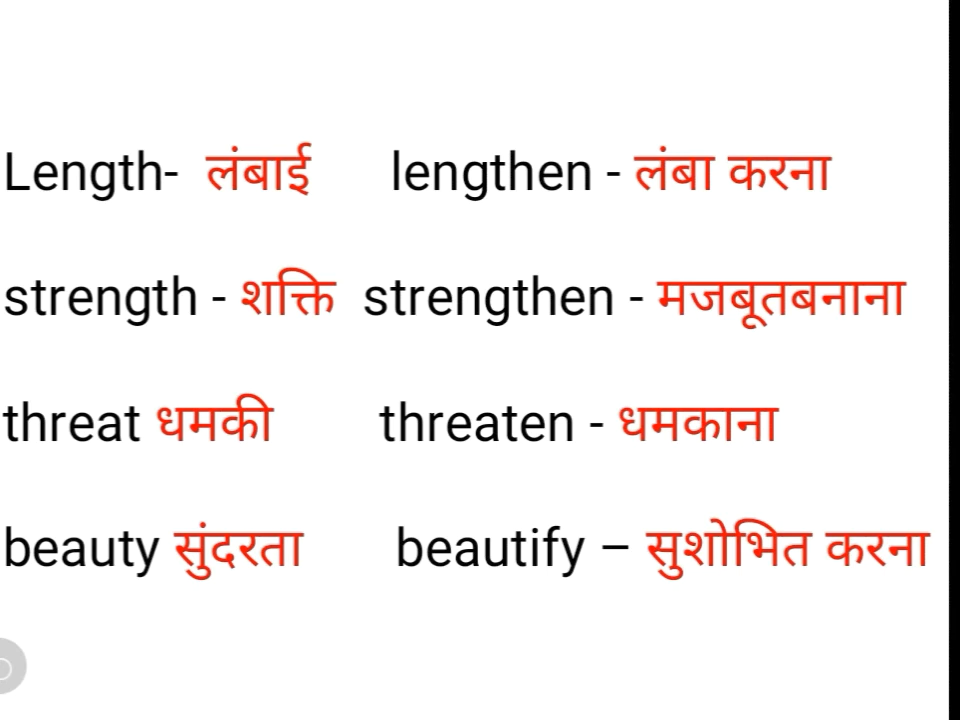 Length- लंबाई lengthen - लंबा करना
strength - शक्ति strengthen - मजबूतबनाना
threat धमकी threaten - धमकाना
beauty सुंदरता beautify – सुशोभित करना